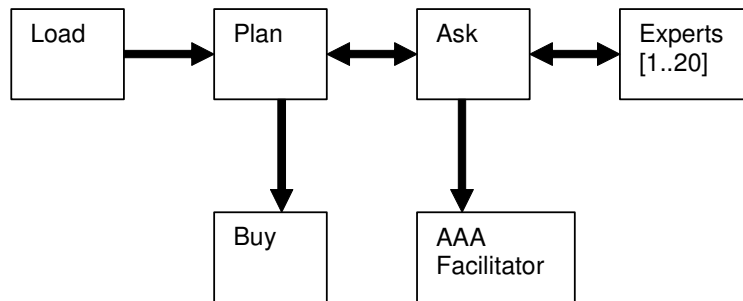 Load
Plan
Ask
Experts
[1..20]
Buy
AAA
Facilitator